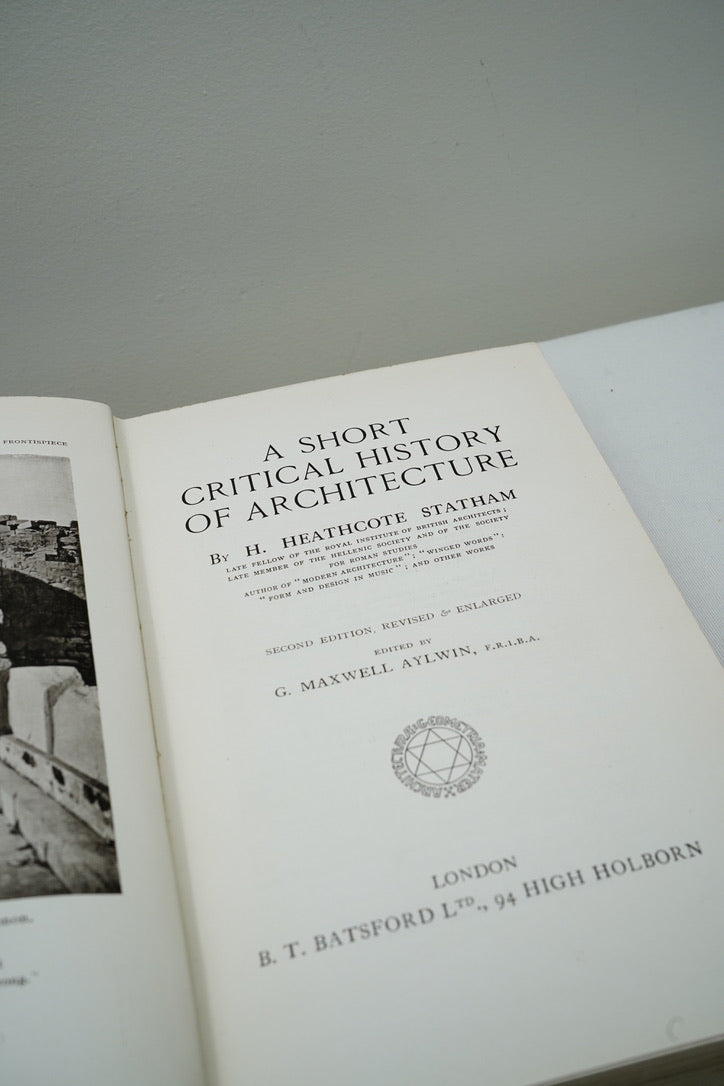 FRONTISPIECE
A SHORT
CRITICAL HISTORY
OF ARCHITECTURE
By H. HEATHCOTE STATHAM
LATE FELLOW OF THE ROYAL INSTITUTE OF BRITISH ARCHITECTS;
LATE MEMBER OF THE HELLENIC SOCIETY AND OF THE SOCIETY
FOR ROMAN STUDIES
AUTHOR OF "MODERN ARCHITECTURE"; "WINGED WORDS";
"FORM AND DESIGN IN MUSIC"; AND OTHER WORKS
SECOND EDITION, REVISED & ENLARGED
EDITED BY
G. MAXWELL AYLWIN, F.R.I.B.A.
GEOMETRIA MATER ARCHITECTURÆ
LONDON
B. T. BATSFORD LTD., 94 HIGH HOLBORN